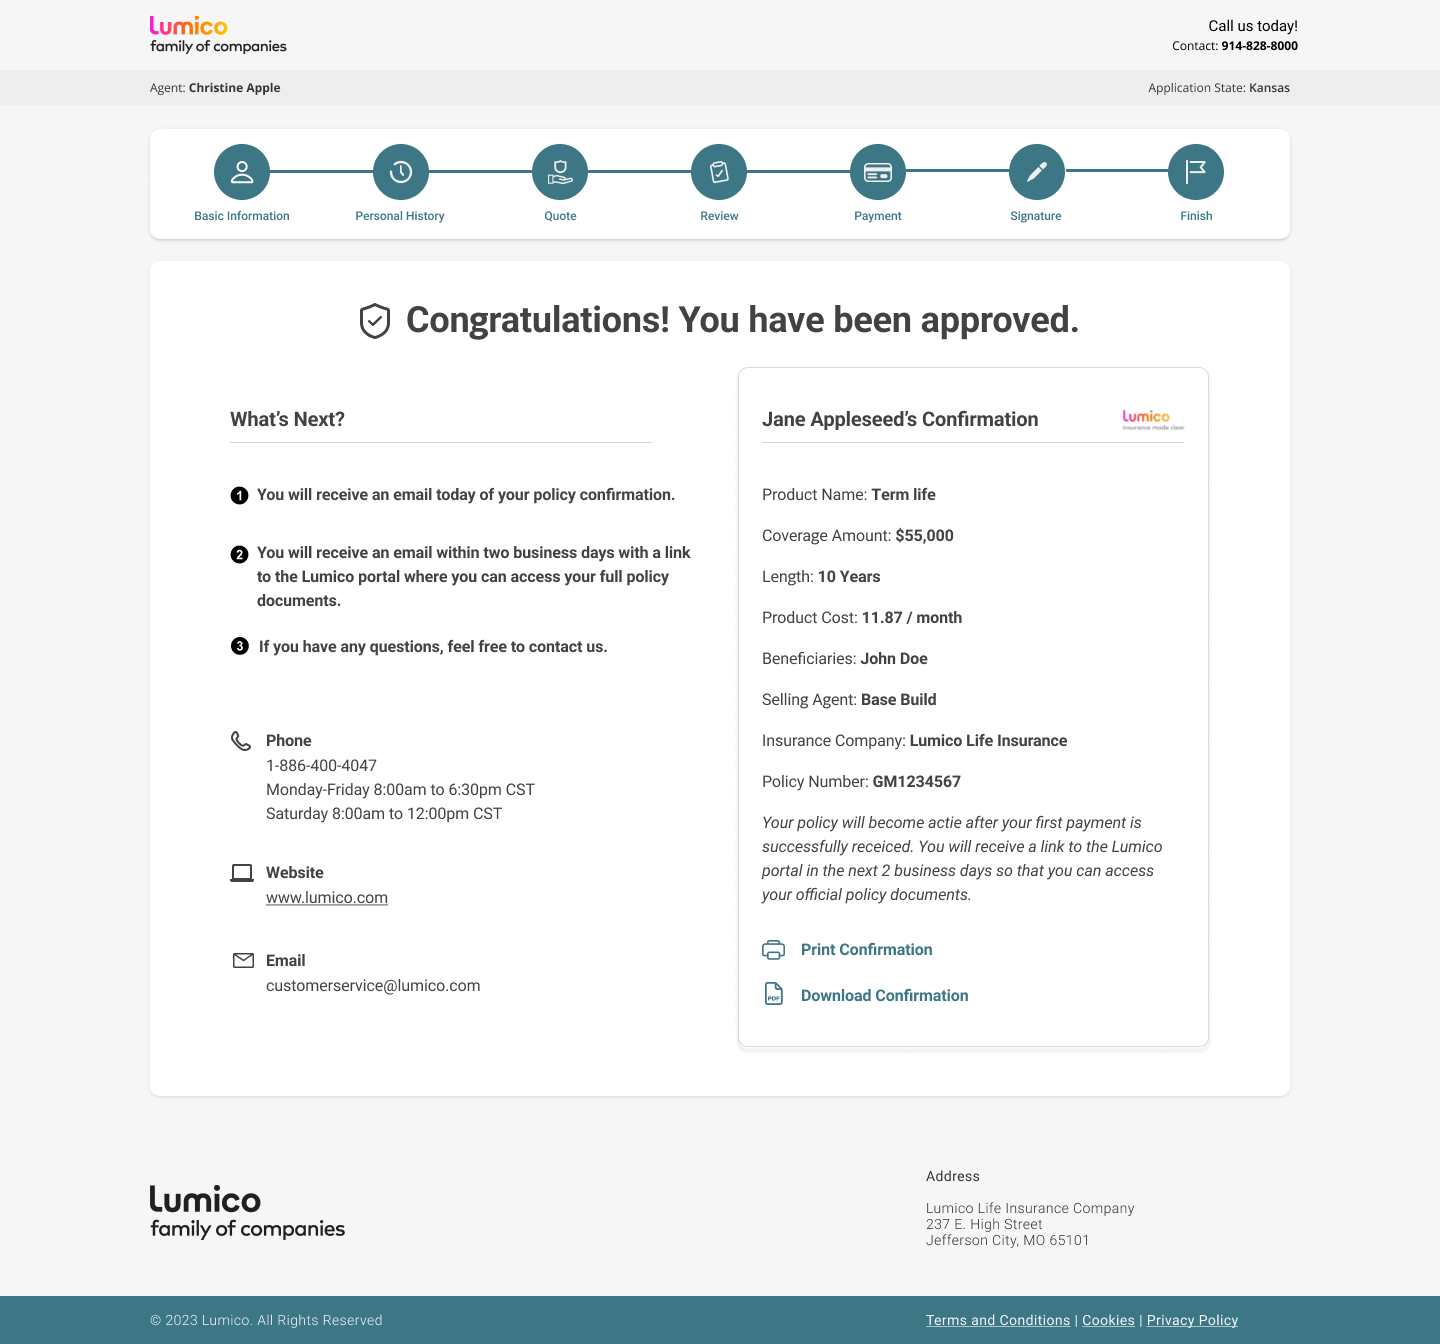 Lumico
family of companies
Call us today!
Contact: 914-828-8000
Agent: Christine Apple
Application State: Kansas
Basic Information
Personal History
Quote
Review
Payment
Signature
Finish
Congratulations! You have been approved.
What’s Next?
1 You will receive an email today of your policy confirmation.
2 You will receive an email within two business days with a link
to the Lumico portal where you can access your full policy
documents.
3 If you have any questions, feel free to contact us.
Phone
1-886-400-4047
Monday-Friday 8:00am to 6:30pm CST
Saturday 8:00am to 12:00pm CST
Website
www.lumico.com
Email
customerservice@lumico.com
Jane Appleseed’s Confirmation
Lumico
insurance made clear
Product Name: Term life
Coverage Amount: $55,000
Length: 10 Years
Product Cost: 11.87 / month
Beneficiaries: John Doe
Selling Agent: Base Build
Insurance Company: Lumico Life Insurance
Policy Number: GM1234567
Your policy will become actie after your first payment is
successfully receiced. You will receive a link to the Lumico
portal in the next 2 business days so that you can access
your official policy documents.
Print Confirmation
PDF
Download Confirmation
Lumico
family of companies
Address
Lumico Life Insurance Company
237 E. High Street
Jefferson City, MO 65101
© 2023 Lumico. All Rights Reserved
Terms and Conditions | Cookies | Privacy Policy